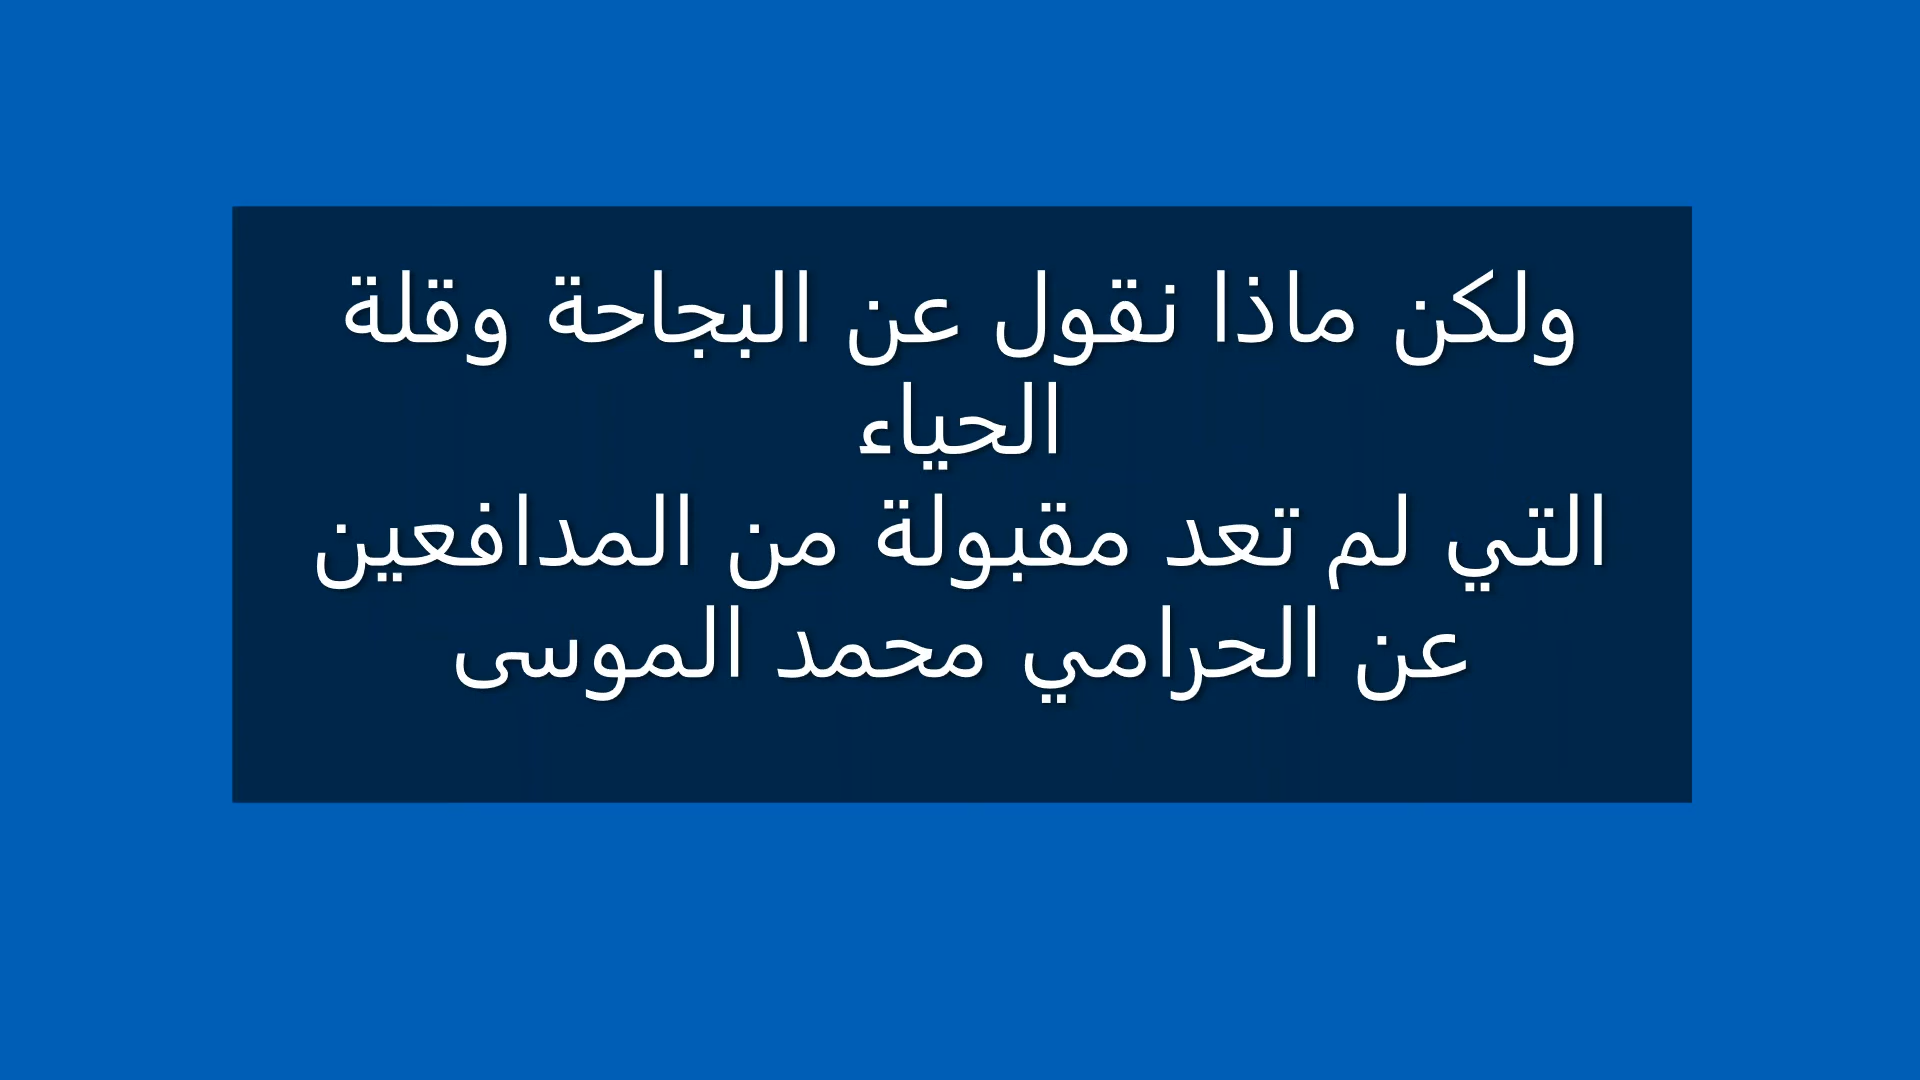 ولكن ماذا نقول عن البجاحة وقلة
الحياء
التي لم تعد مقبولة من المدافعين
عن الحرامي محمد الموسى